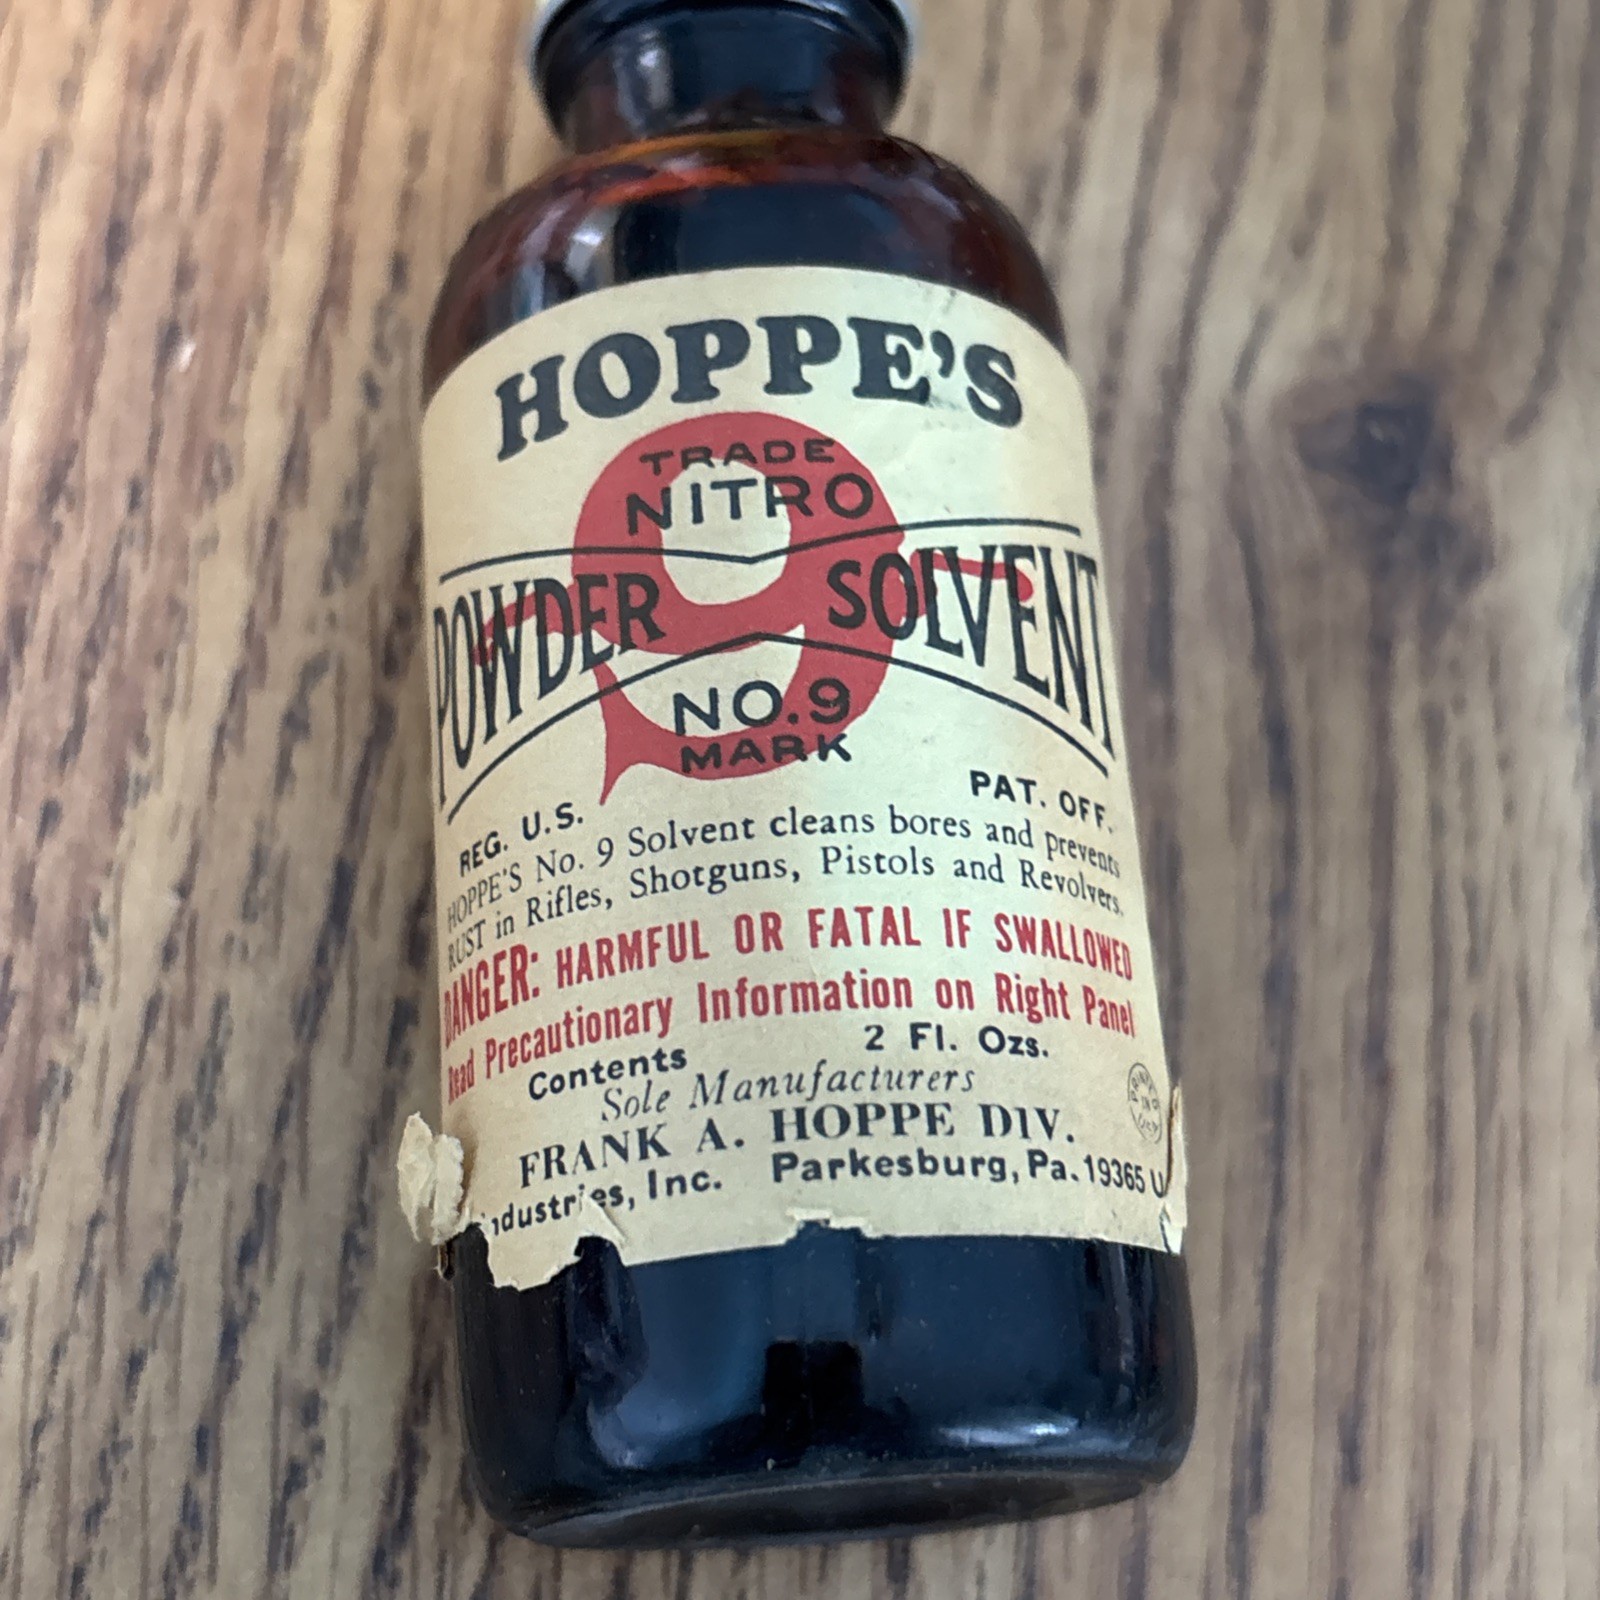 HOPPE'S
TRADE
NITRO
POWDER SOLVENT
NO.9
MARK
REG. U.S. PAT. OFF.
HOPPE'S No. 9 Solvent cleans bores and prevents
RUST in Rifles, Shotguns, Pistols and Revolvers.
DANGER: HARMFUL OR FATAL IF SWALLOWED
Read Precautionary Information on Right Panel
Contents 2 Fl. Ozs.
Sole Manufacturers
FRANK A. HOPPE DIV.
Industries, Inc. Parkesburg, Pa. 19365 U